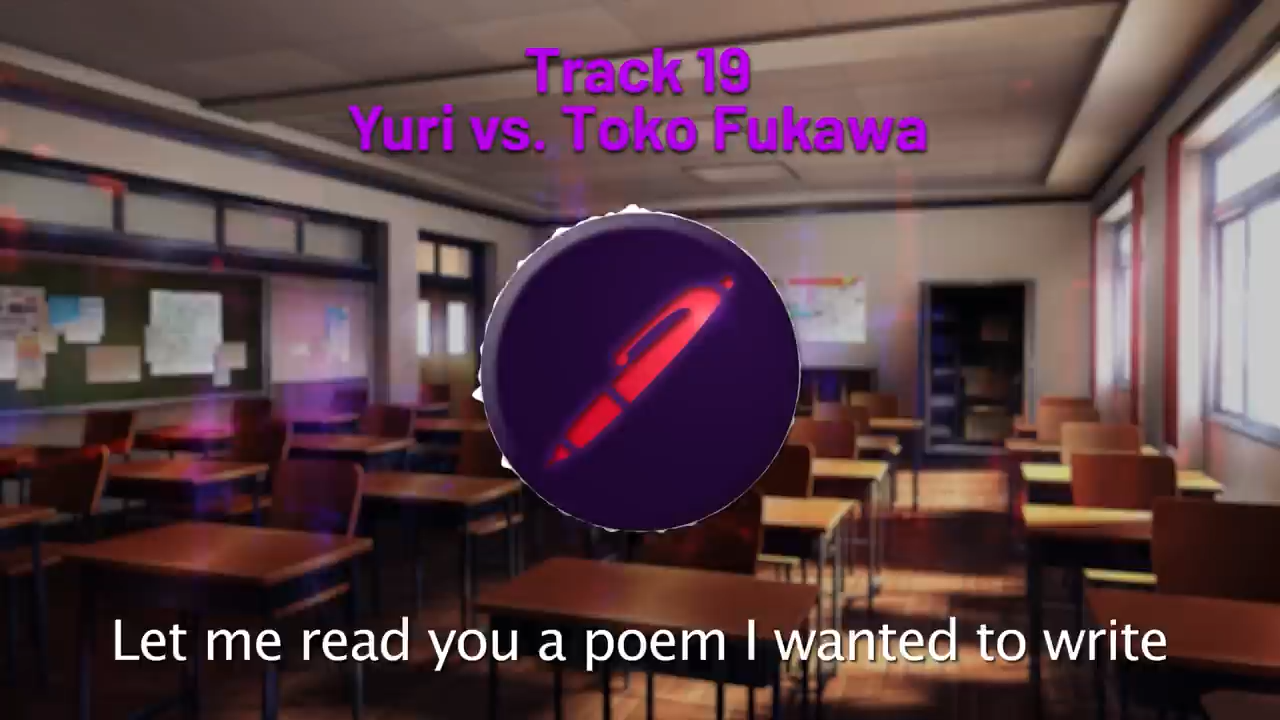 Track 19
Yuri vs. Toko Fukawa
Let me read you a poem I wanted to write